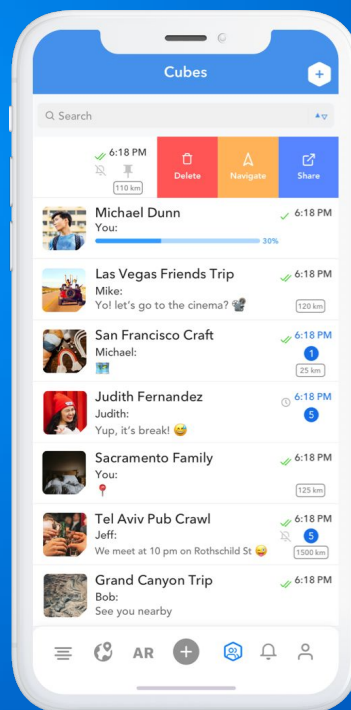 Cubes
Search
6:18 PM
110 km
Delete
Navigate
Share
Michael Dunn
6:18 PM
You:
30%
Las Vegas Friends Trip
6:18 PM
Mike:
Yo! let's go to the cinema? 📽️
120 km
San Francisco Craft
6:18 PM
Michael:
1
25 km
Judith Fernandez
6:18 PM
Judith:
5
Yup, it's break! 😅
Sacramento Family
6:18 PM
You:
125 km
Tel Aviv Pub Crawl
6:18 PM
Jeff:
5
We meet at 10 pm on Rothschild St 😄
1500 km
Grand Canyon Trip
6:18 PM
Bob:
See you nearby
AR